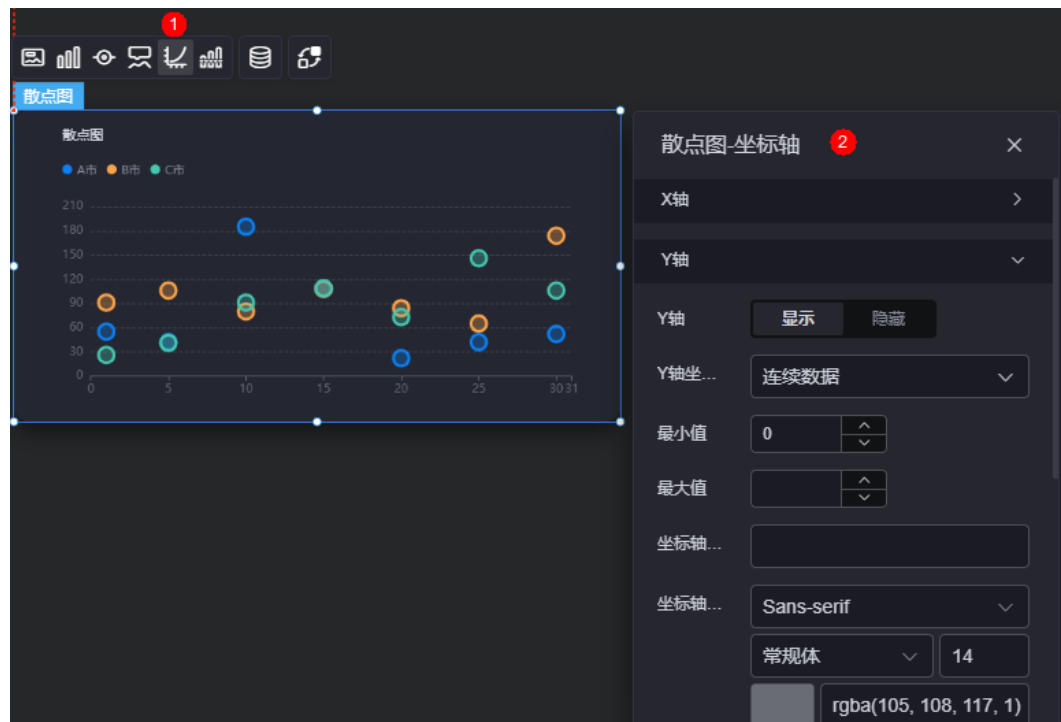 1
散点图
散点图
A市 B市 C市
210
180
150
120
90
60
30
0
0 5 10 15 20 25 30 31
散点图-坐标轴 2
X轴
Y轴
Y轴 显示 隐藏
Y轴坐... 连续数据
最小值 0
最大值
坐标轴...
坐标轴... Sans-serif
常规体 14
rgba(105, 108, 117, 1)